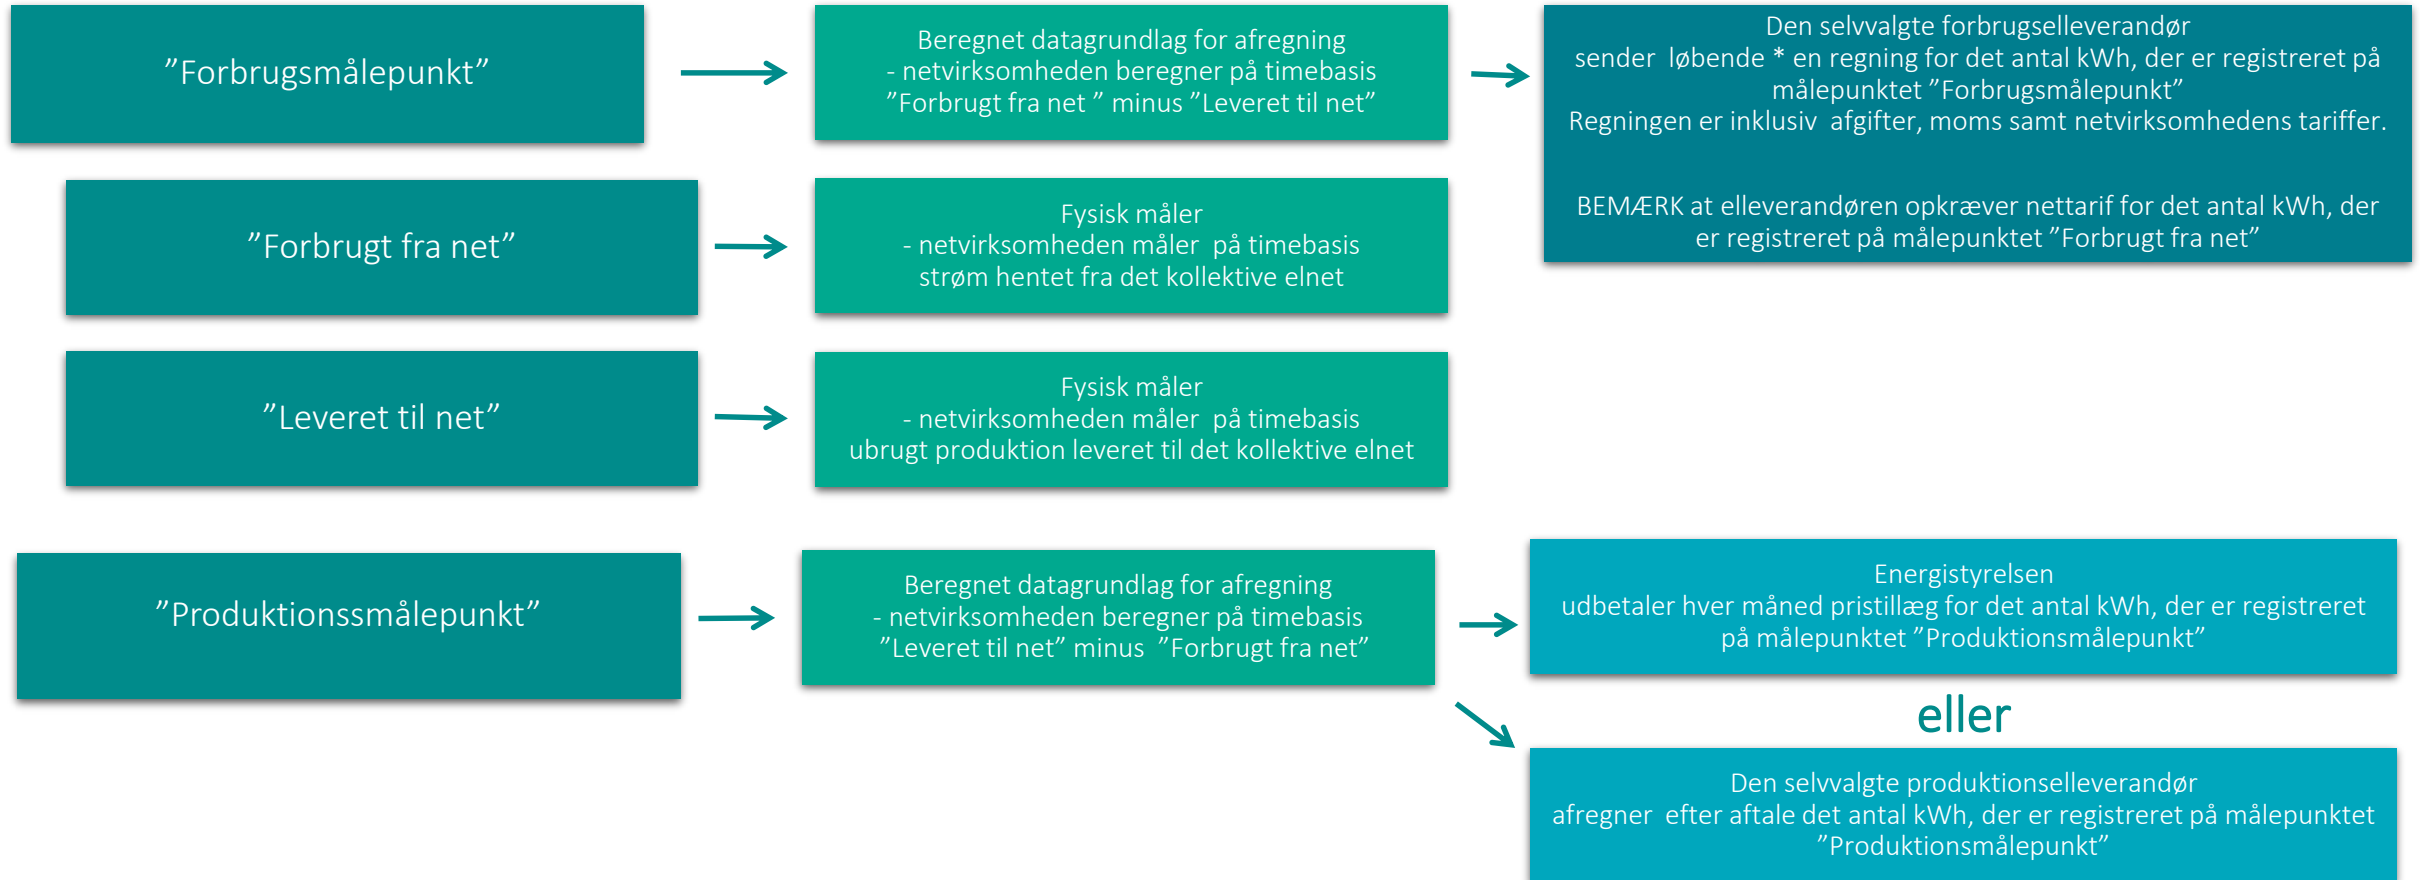 ”Forbrugsmålepunkt”
Beregnet datagrundlag for afregning
- netvirksomheden beregner på timebasis
”Forbrugt fra net ” minus ”Leveret til net”
Den selvvalgte forbrugselleverandør
sender løbende * en regning for det antal kWh, der er registreret på
målepunktet ”Forbrugsmålepunkt”
Regningen er inklusiv afgifter, moms samt netvirksomhedens tariffer.
BEMÆRK at elleverandøren opkræver nettarif for det antal kWh, der
er registreret på målepunktet ”Forbrugt fra net”
”Forbrugt fra net”
Fysisk måler
- netvirksomheden måler på timebasis
strøm hentet fra det kollektive elnet
”Leveret til net”
Fysisk måler
- netvirksomheden måler på timebasis
ubrugt produktion leveret til det kollektive elnet
”Produktionssmålepunkt”
Beregnet datagrundlag for afregning
- netvirksomheden beregner på timebasis
”Leveret til net” minus ”Forbrugt fra net”
Energistyrelsen
udbetaler hver måned pristillæg for det antal kWh, der er registreret
på målepunktet ”Produktionsmålepunkt”
eller
Den selvvalgte produktionselleverandør
afregner efter aftale det antal kWh, der er registreret på målepunktet
”Produktionsmålepunkt”